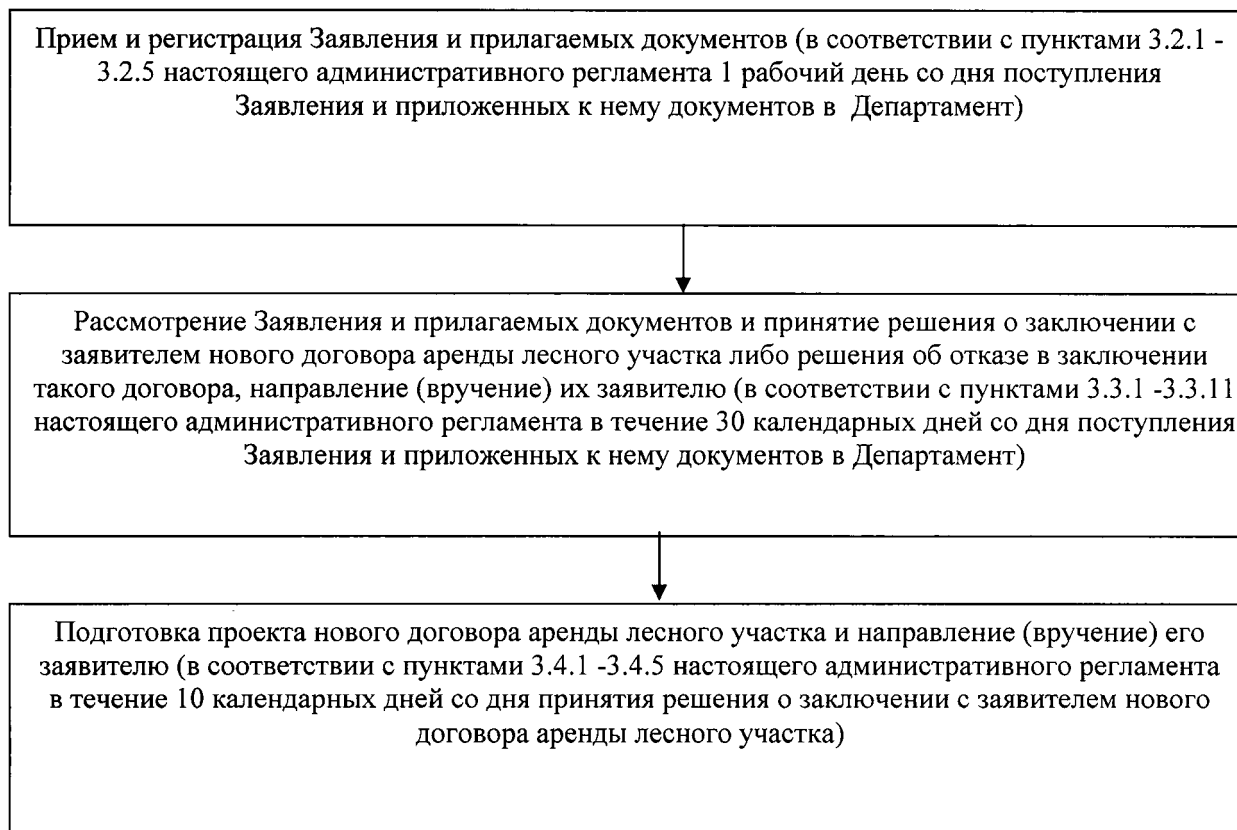 Прием и регистрация Заявления и прилагаемых документов (в соответствии с пунктами 3.2.1 -
3.2.5 настоящего административного регламента 1 рабочий день со дня поступления
Заявления и приложенных к нему документов в Департамент)
Рассмотрение Заявления и прилагаемых документов и принятие решения о заключении с
заявителем нового договора аренды лесного участка либо решения об отказе в заключении
такого договора, направление (вручение) их заявителю (в соответствии с пунктами 3.3.1 -3.3.11
настоящего административного регламента в течение 30 календарных дней со дня поступления
Заявления и приложенных к нему документов в Департамент)
Подготовка проекта нового договора аренды лесного участка и направление (вручение) его
заявителю (в соответствии с пунктами 3.4.1 -3.4.5 настоящего административного регламента
в течение 10 календарных дней со дня принятия решения о заключении с заявителем нового
договора аренды лесного участка)